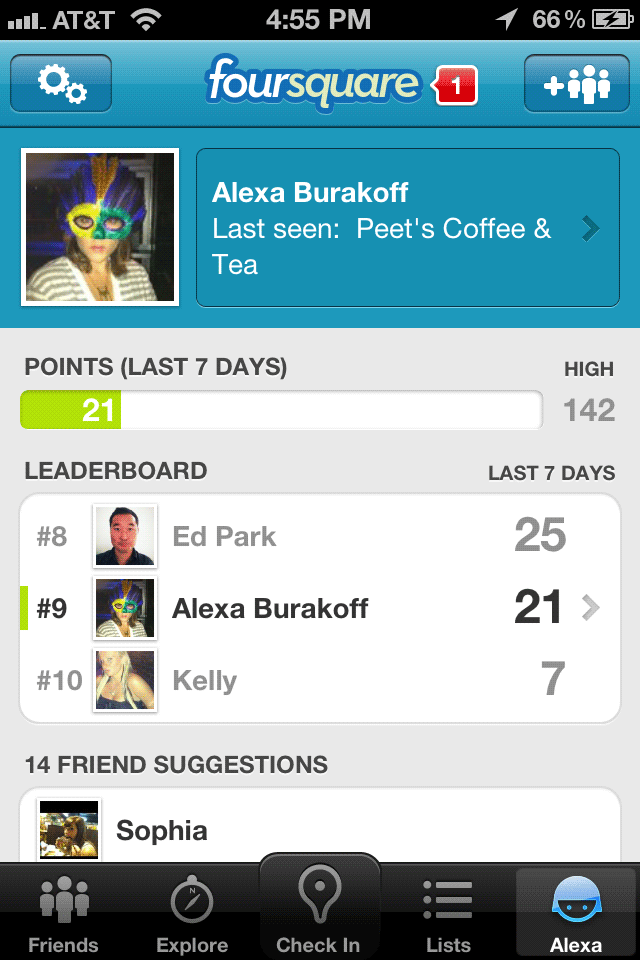 AT&T 4:55 PM 66%
foursquare 1
Alexa Burakoff
Last seen: Peet's Coffee &
Tea
POINTS (LAST 7 DAYS) HIGH
21 142
LEADERBOARD LAST 7 DAYS
#8 Ed Park 25
#9 Alexa Burakoff 21
#10 Kelly 7
14 FRIEND SUGGESTIONS
Sophia
N
Friends Explore Check In Lists Alexa